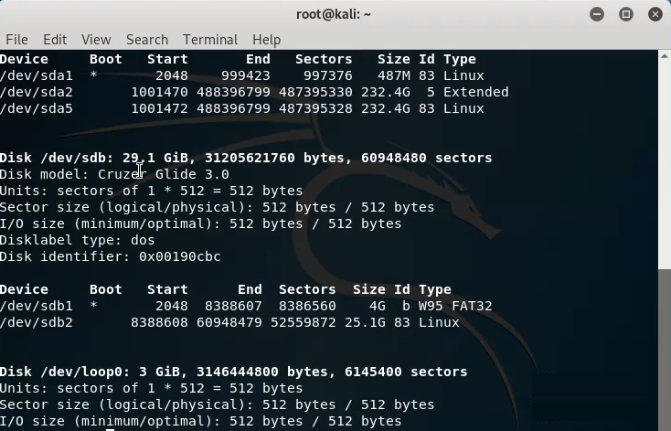 root@kali: ~
File Edit View Search Terminal Help
Device Boot Start End Sectors Size Id Type
/dev/sda1 * 2048 999423 997376 487M 83 Linux
/dev/sda2 1001470 488396799 487395330 232.4G 5 Extended
/dev/sda5 1001472 488396799 487395328 232.4G 83 Linux
Disk /dev/sdb: 29.1 GiB, 31205621760 bytes, 60948480 sectors
Disk model: Cruzer Glide 3.0
Units: sectors of 1 * 512 = 512 bytes
Sector size (logical/physical): 512 bytes / 512 bytes
I/O size (minimum/optimal): 512 bytes / 512 bytes
Disklabel type: dos
Disk identifier: 0x00190cbc
Device Boot Start End Sectors Size Id Type
/dev/sdb1 * 2048 8388607 8386560 4G b W95 FAT32
/dev/sdb2 8388608 60948479 52559872 25.1G 83 Linux
Disk /dev/loop0: 3 GiB, 3146444800 bytes, 6145400 sectors
Units: sectors of 1 * 512 = 512 bytes
Sector size (logical/physical): 512 bytes / 512 bytes
I/O size (minimum/optimal): 512 bytes / 512 bytes